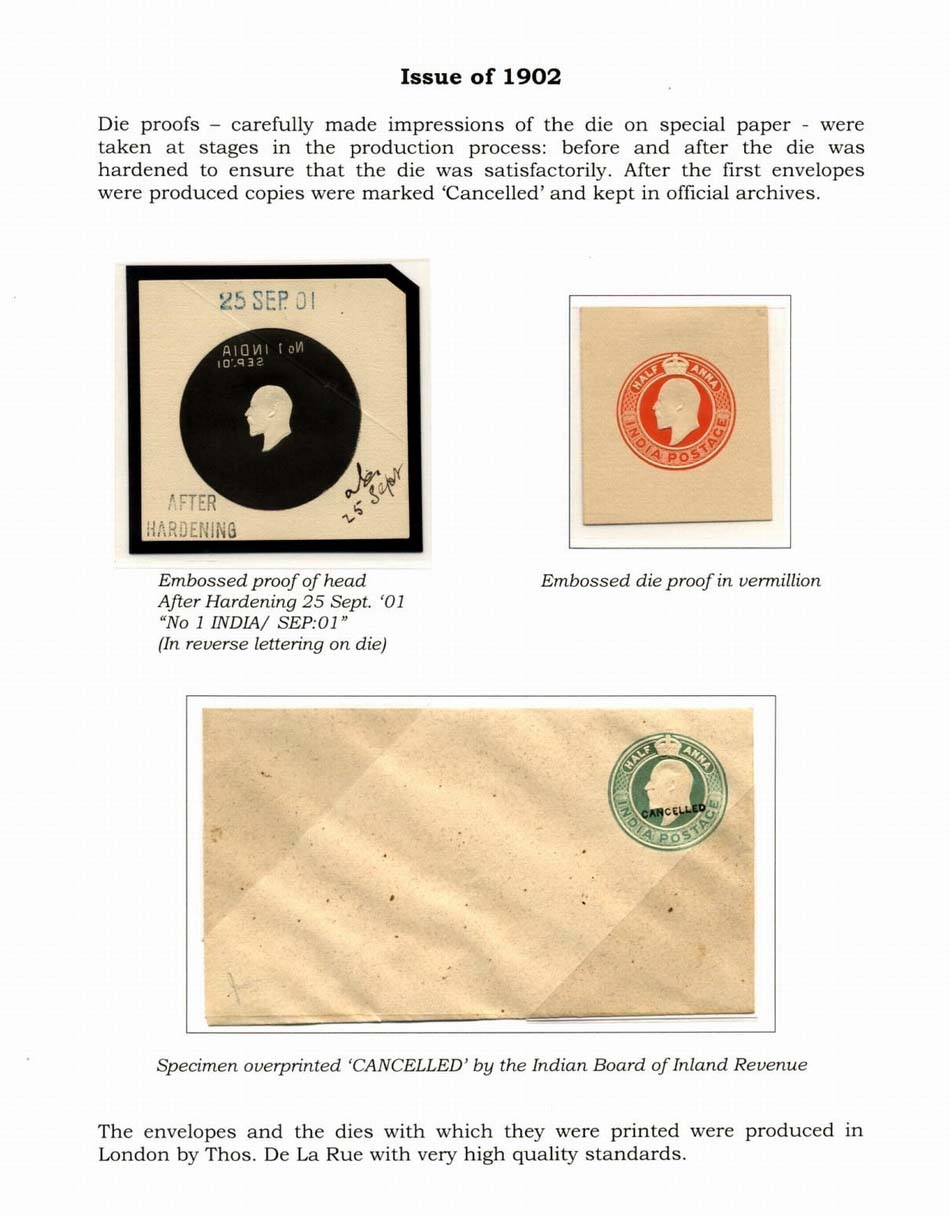 Issue of 1902
Die proofs – carefully made impressions of the die on special paper - were
taken at stages in the production process: before and after the die was
hardened to ensure that the die was satisfactorily. After the first envelopes
were produced copies were marked ‘Cancelled’ and kept in official archives.
25 SEP. 01
No 1 INDIA
SEP.'01
25 Sept
AFTER
HARDENING
HALF ANNA
INDIA POSTAGE
Embossed proof of head
After Hardening 25 Sept. ‘01
“No 1 INDIA/ SEP:01”
(In reverse lettering on die)
Embossed die proof in vermillion
HALF ANNA
CANCELLED
INDIA POSTAGE
Specimen overprinted ‘CANCELLED’ by the Indian Board of Inland Revenue
The envelopes and the dies with which they were printed were produced in
London by Thos. De La Rue with very high quality standards.